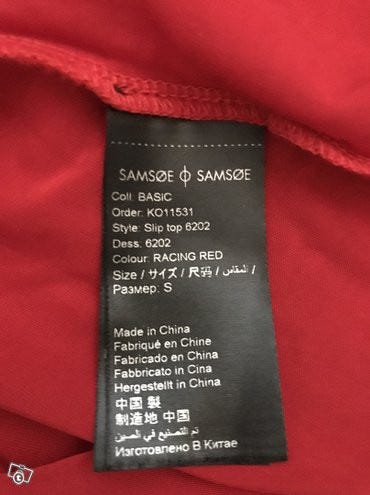 SAMSØE ɸ SAMSØE
Coll: BASIC
Order: KO11531
Style: Slip top 6202
Dess: 6202
Colour: RACING RED
Size / サイズ / 尺码 / المقاس /
Размер: S
Made in China
Fabriqué en Chine
Fabricado en China
Fabbricato in Cina
Hergestellt in China
中国 製
制造地 中国
تم التصنيع في الصين
Изготовлено В Китае